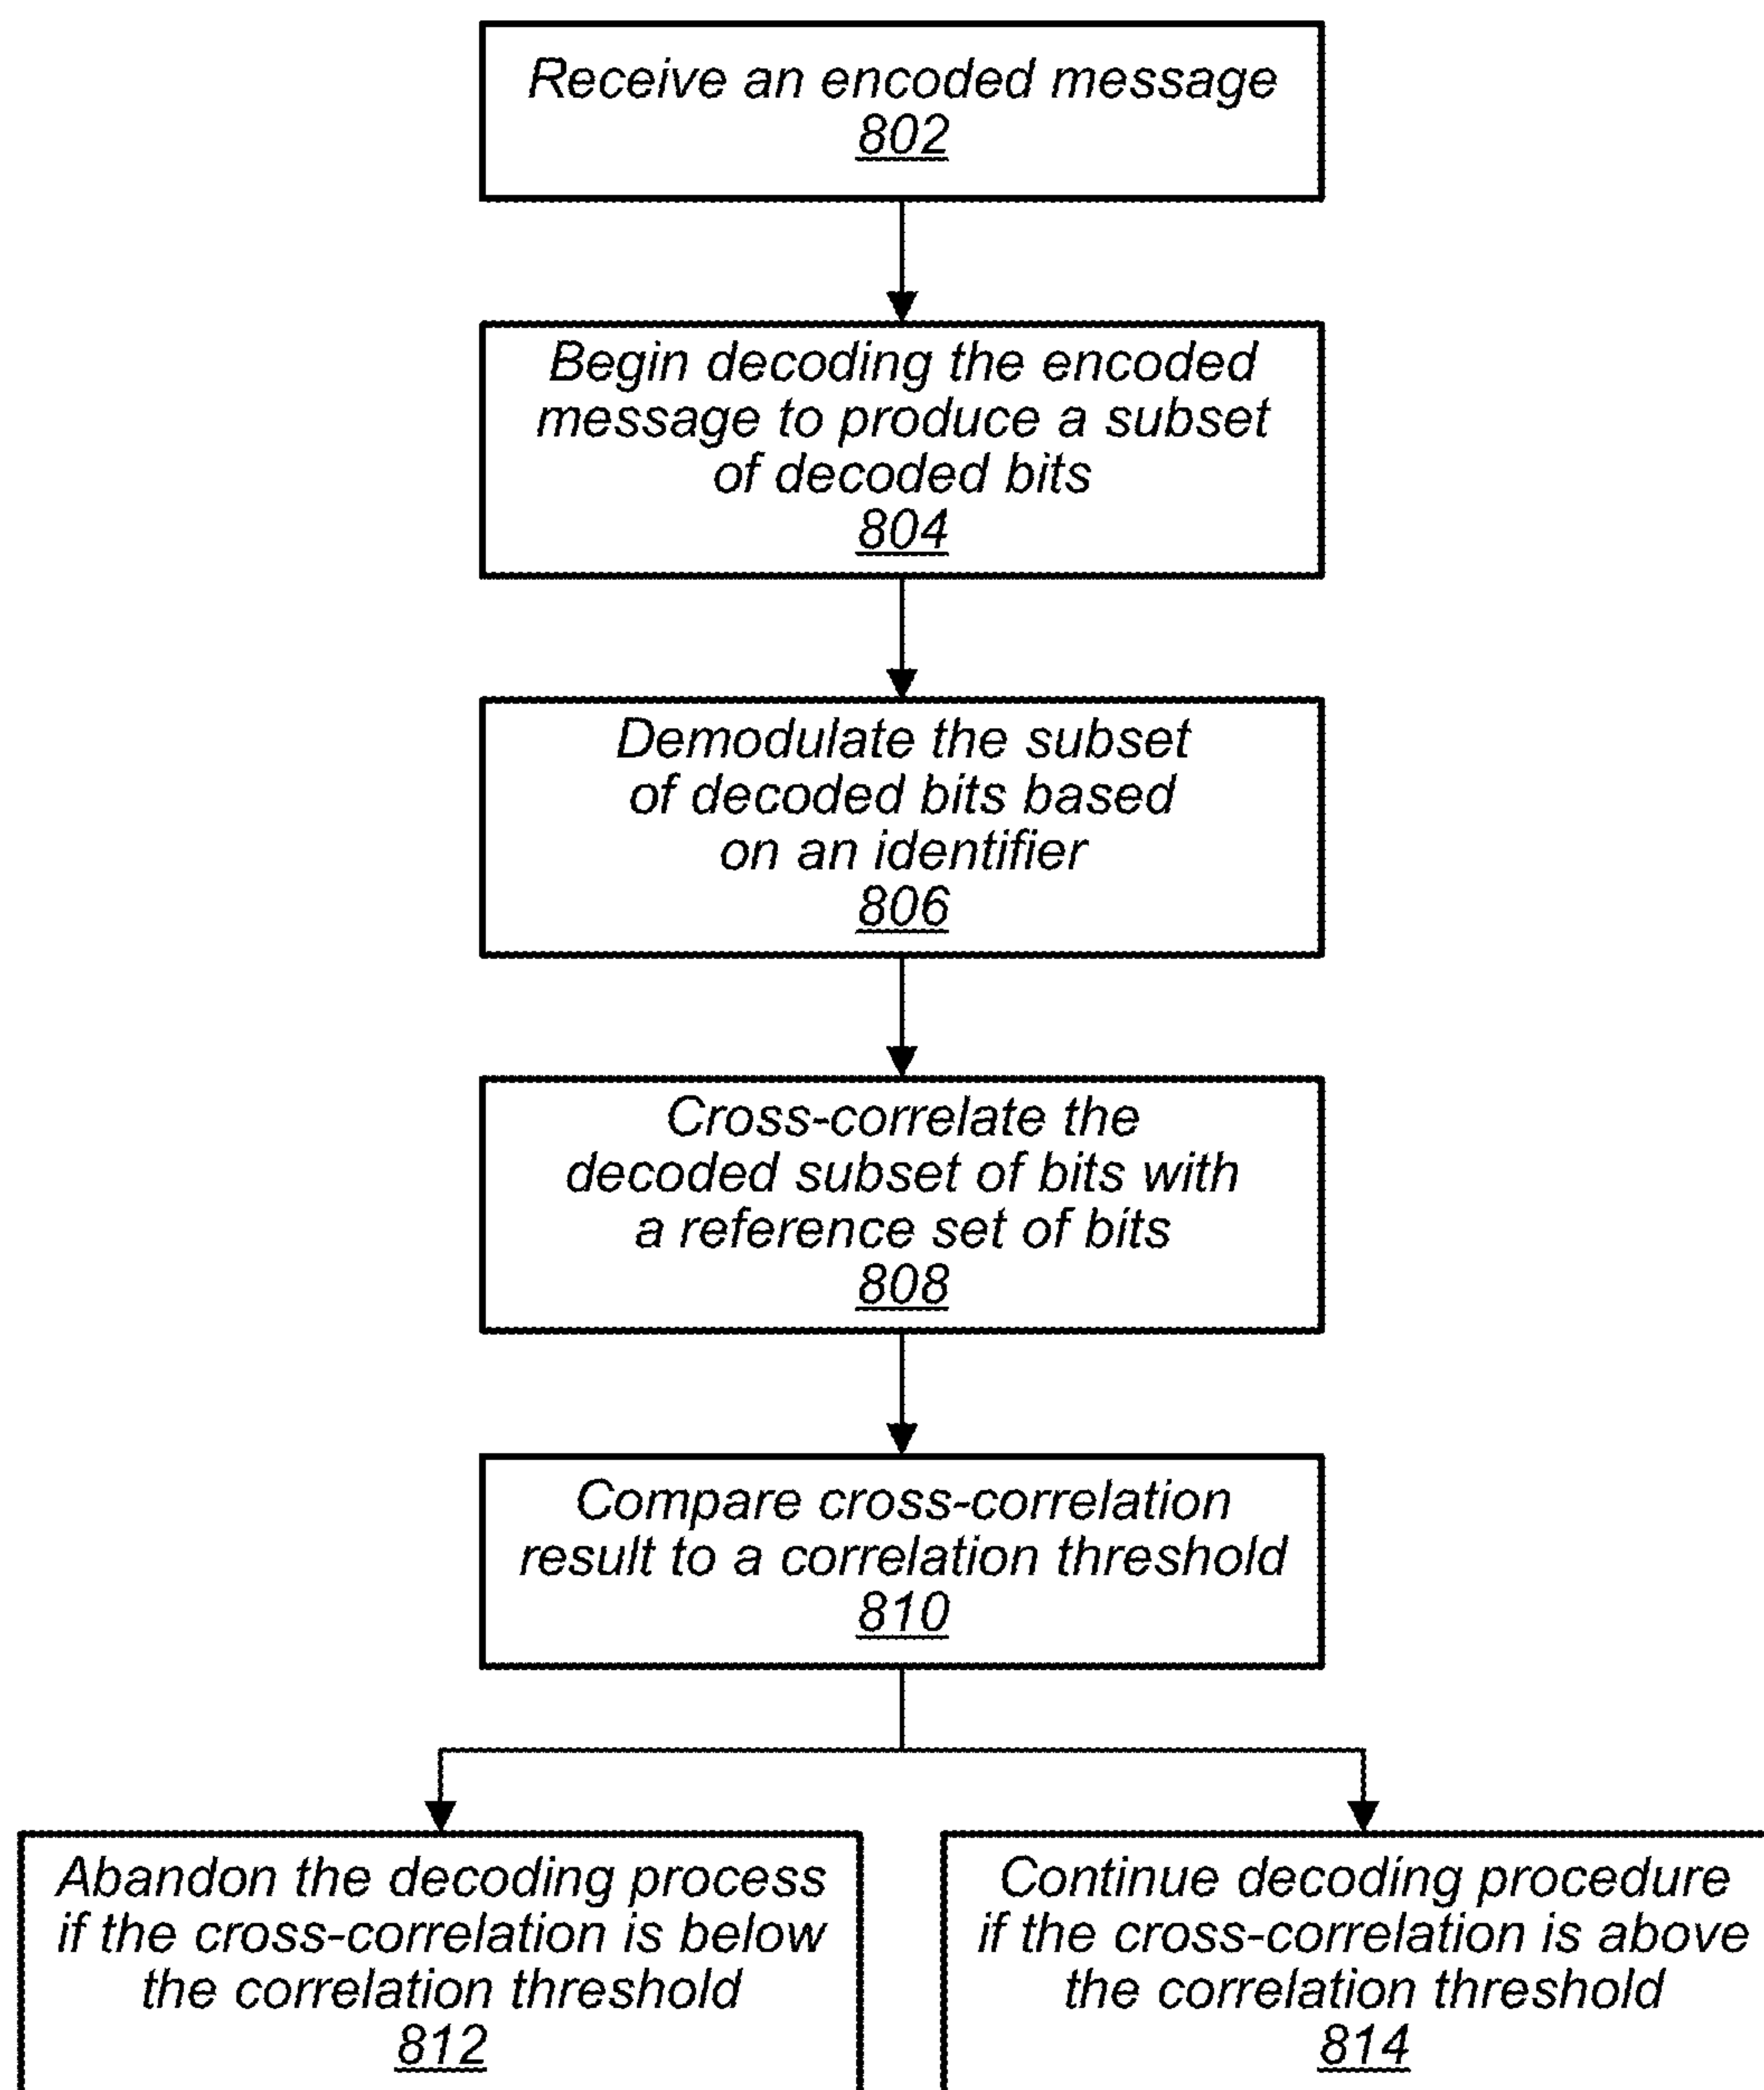 Receive an encoded message
802
Begin decoding the encoded
message to produce a subset
of decoded bits
804
Demodulate the subset
of decoded bits based
on an identifier
806
Cross-correlate the
decoded subset of bits with
a reference set of bits
808
Compare cross-correlation
result to a correlation threshold
810
Abandon the decoding process
if the cross-correlation is below
the correlation threshold
812
Continue decoding procedure
if the cross-correlation is above
the correlation threshold
814